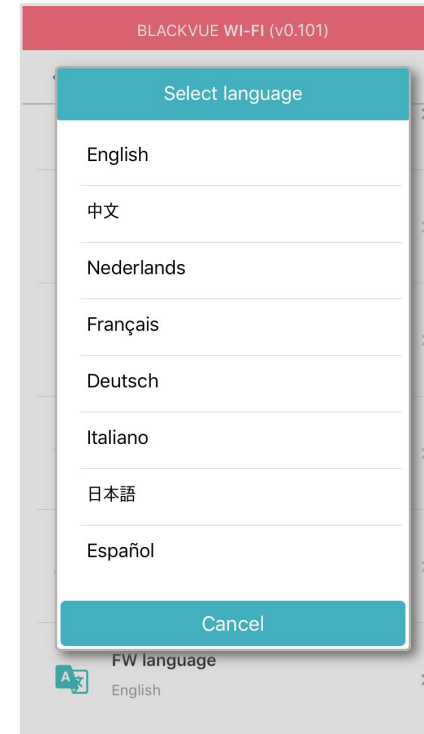 BLACKVUE WI-FI (v0.101)
Select language
English
中文
Nederlands
Français
Deutsch
Italiano
日本語
Español
Cancel
FW language
English